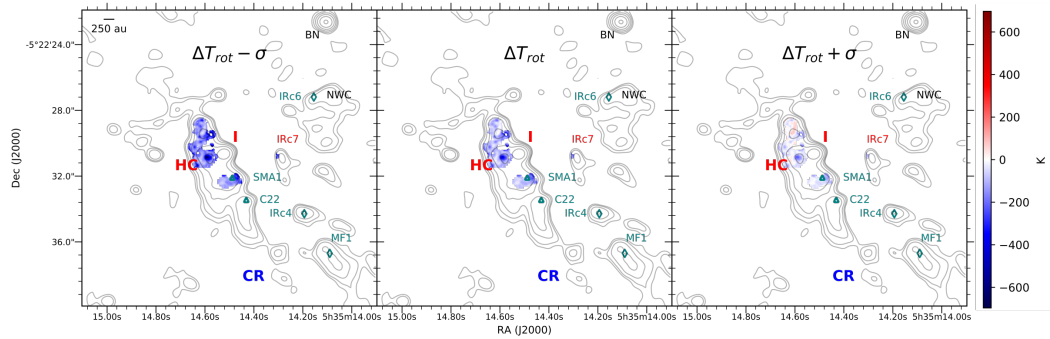 250 au
ΔT_rot − σ
BN
IRc6
NWC
I
IRc7
HC
SMA1
C22
IRc4
MF1
CR
ΔT_rot
BN
IRc6
NWC
I
IRc7
HC
SMA1
C22
IRc4
MF1
CR
ΔT_rot + σ
BN
IRc6
NWC
I
IRc7
HC
SMA1
C22
IRc4
MF1
CR
-5°22'24.0"
28.0"
32.0"
36.0"
Dec (J2000)
15.00s 14.80s 14.60s 14.40s 14.20s 5h35m14.00s
15.00s 14.80s 14.60s 14.40s 14.20s 5h35m14.00s
15.00s 14.80s 14.60s 14.40s 14.20s 5h35m14.00s
RA (J2000)
600
400
200
0
−200
−400
−600
K